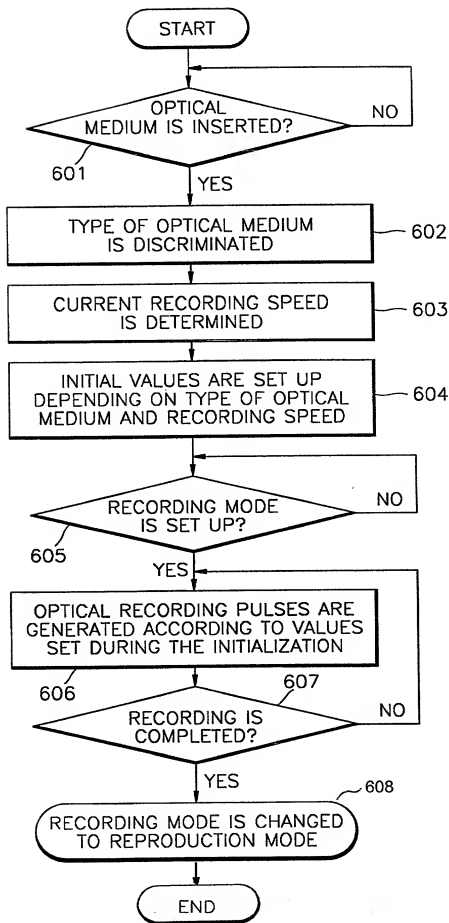 START
OPTICAL
MEDIUM IS INSERTED?
NO
601
YES
TYPE OF OPTICAL MEDIUM
IS DISCRIMINATED
602
CURRENT RECORDING SPEED
IS DETERMINED
603
INITIAL VALUES ARE SET UP
DEPENDING ON TYPE OF OPTICAL
MEDIUM AND RECORDING SPEED
604
RECORDING MODE
IS SET UP?
NO
605
YES
OPTICAL RECORDING PULSES ARE
GENERATED ACCORDING TO VALUES
SET DURING THE INITIALIZATION
606
607
RECORDING IS
COMPLETED?
NO
YES
608
RECORDING MODE IS CHANGED
TO REPRODUCTION MODE
END